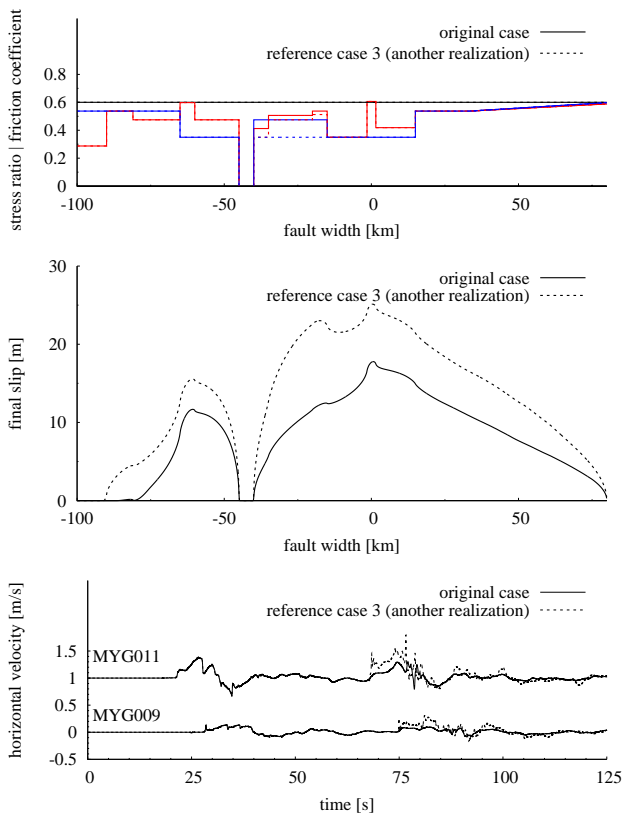 stress ratio | friction coefficient
original case
reference case 3 (another realization)
0.8
0.6
0.4
0.2
0
-100
-50
0
50
fault width [km]
final slip [m]
original case
reference case 3 (another realization)
30
20
10
0
-100
-50
0
50
fault width [km]
horizontal velocity [m/s]
original case
reference case 3 (another realization)
1.5
1
0.5
0
-0.5
MYG011
MYG009
0
25
50
75
100
125
time [s]